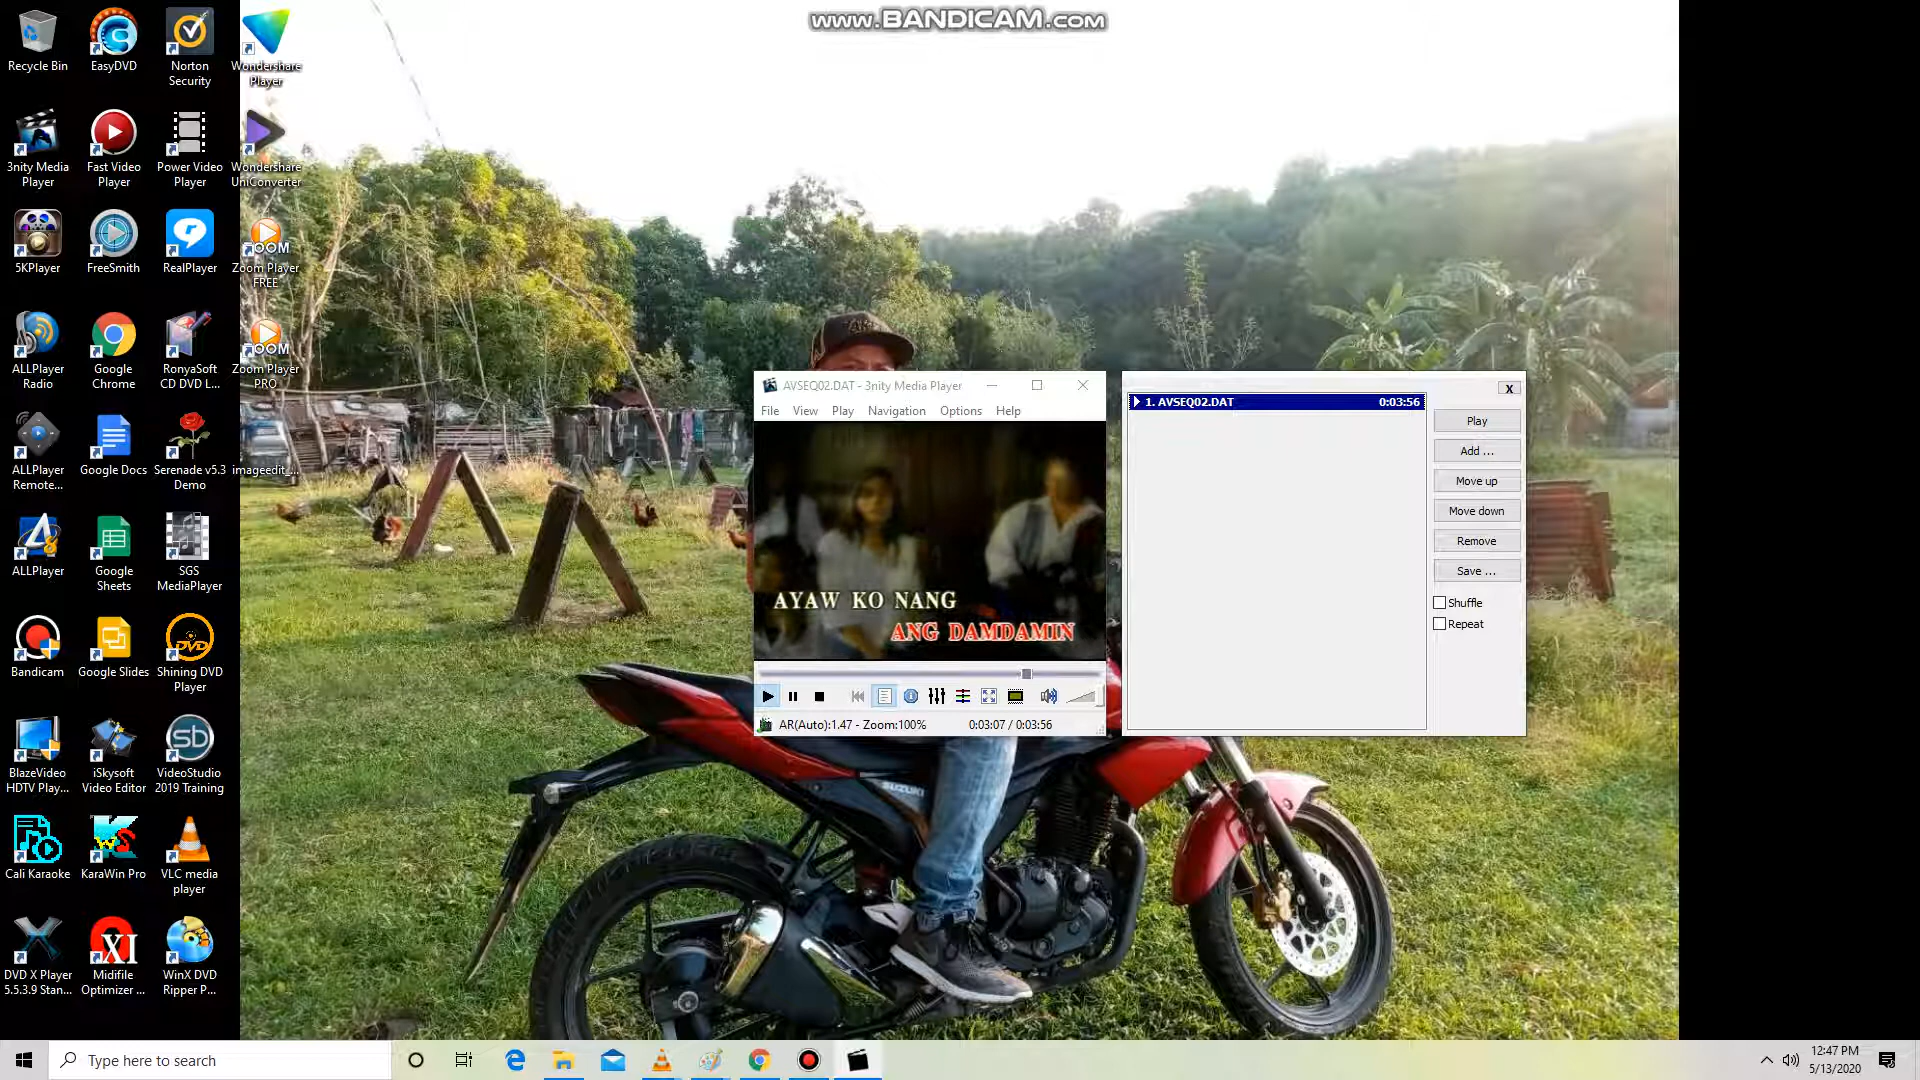 www.BANDICAM.com
Recycle Bin
EasyDVD
Norton
Security
Wondershare
Player
3nity Media
Player
Fast Video
Player
Power Video
Player
Wondershare
UniConverter
5KPlayer
FreeSmith
RealPlayer
ZOOM
Zoom Player
FREE
ALLPlayer
Radio
Google
Chrome
RonyaSoft
CD DVD L...
ZOOM
Zoom Player
PRO
ALLPlayer
Remote...
Google Docs
Serenade v5.3
Demo
imageedit_...
ALLPlayer
Google
Sheets
SGS
MediaPlayer
Bandicam
Google Slides
DVD
Shining DVD
Player
BlazeVideo
HDTV Play...
iSkysoft
Video Editor
sb
VideoStudio
2019 Training
Cali Karaoke
KaraWin Pro
VLC media
player
DVD X Player
5.5.3.9 Stan...
XI
Midifile
Optimizer ...
WinX DVD
Ripper P...
AVSEQ02.DAT - 3nity Media Player
File View Play Navigation Options Help
AYAW KO NANG
ANG DAMDAMIN
AR(Auto):1.47 - Zoom:100% 0:03:07 / 0:03:56
X
1. AVSEQ02.DAT 0:03:56
Play
Add ...
Move up
Move down
Remove
Save ...
Shuffle
Repeat
SUZUKI
Type here to search
12:47 PM
5/13/2020